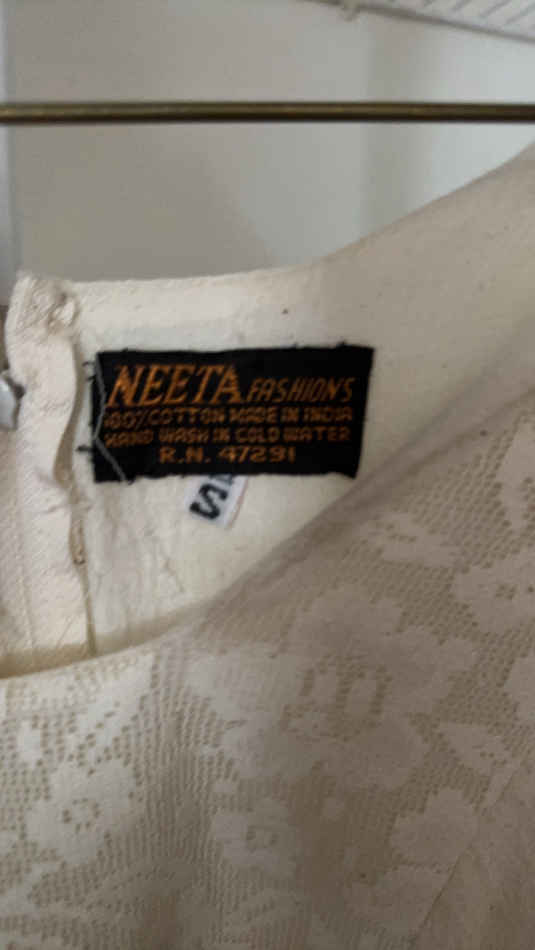 NEETA FASHIONS
100% COTTON MADE IN INDIA
HAND WASH IN COLD WATER
R.N. 47291
S